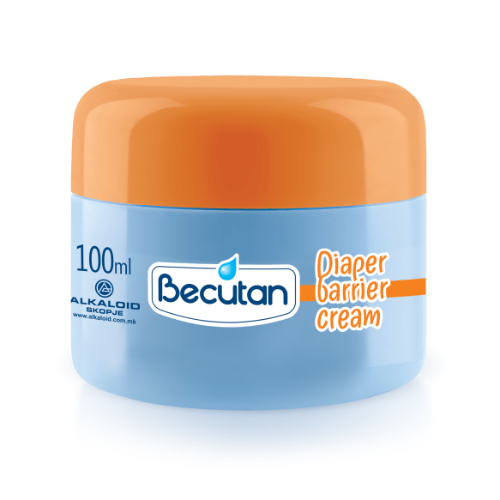 100ml
ALKALOID
SKOPJE
www.alkaloid.com.mk
Becutan
Diaper
barrier
cream